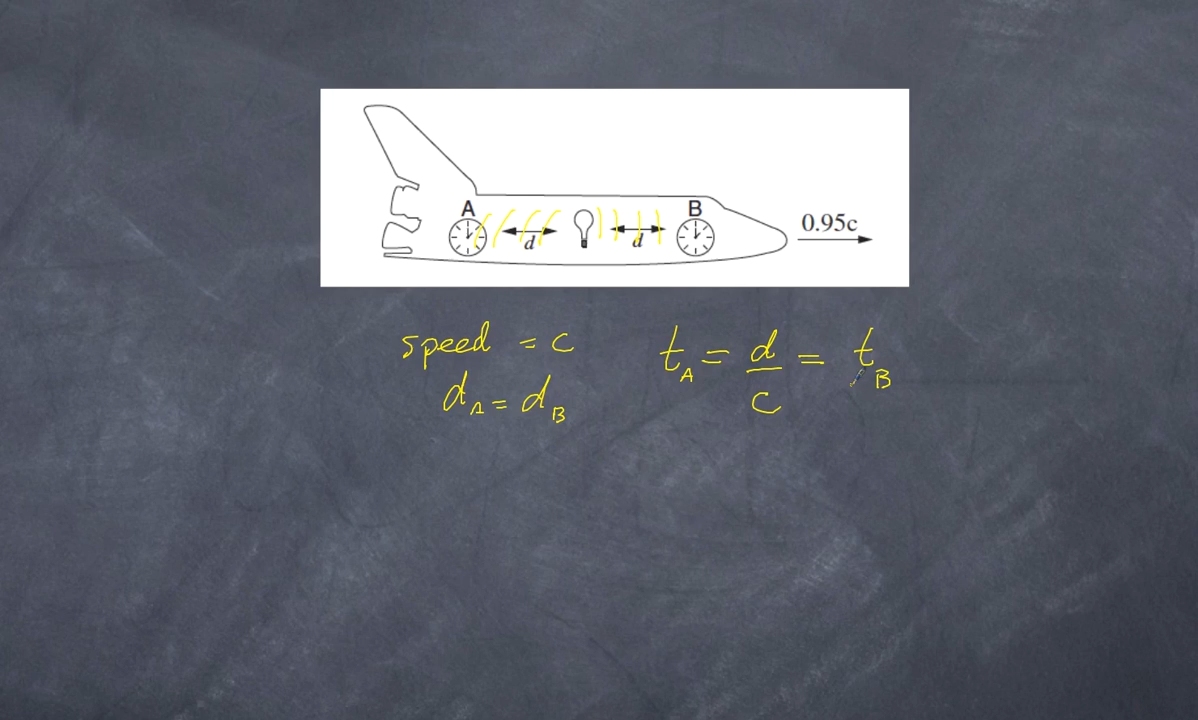 A B
d d
0.95c
speed = c
d_A = d_B
t_A = d/c = t_B